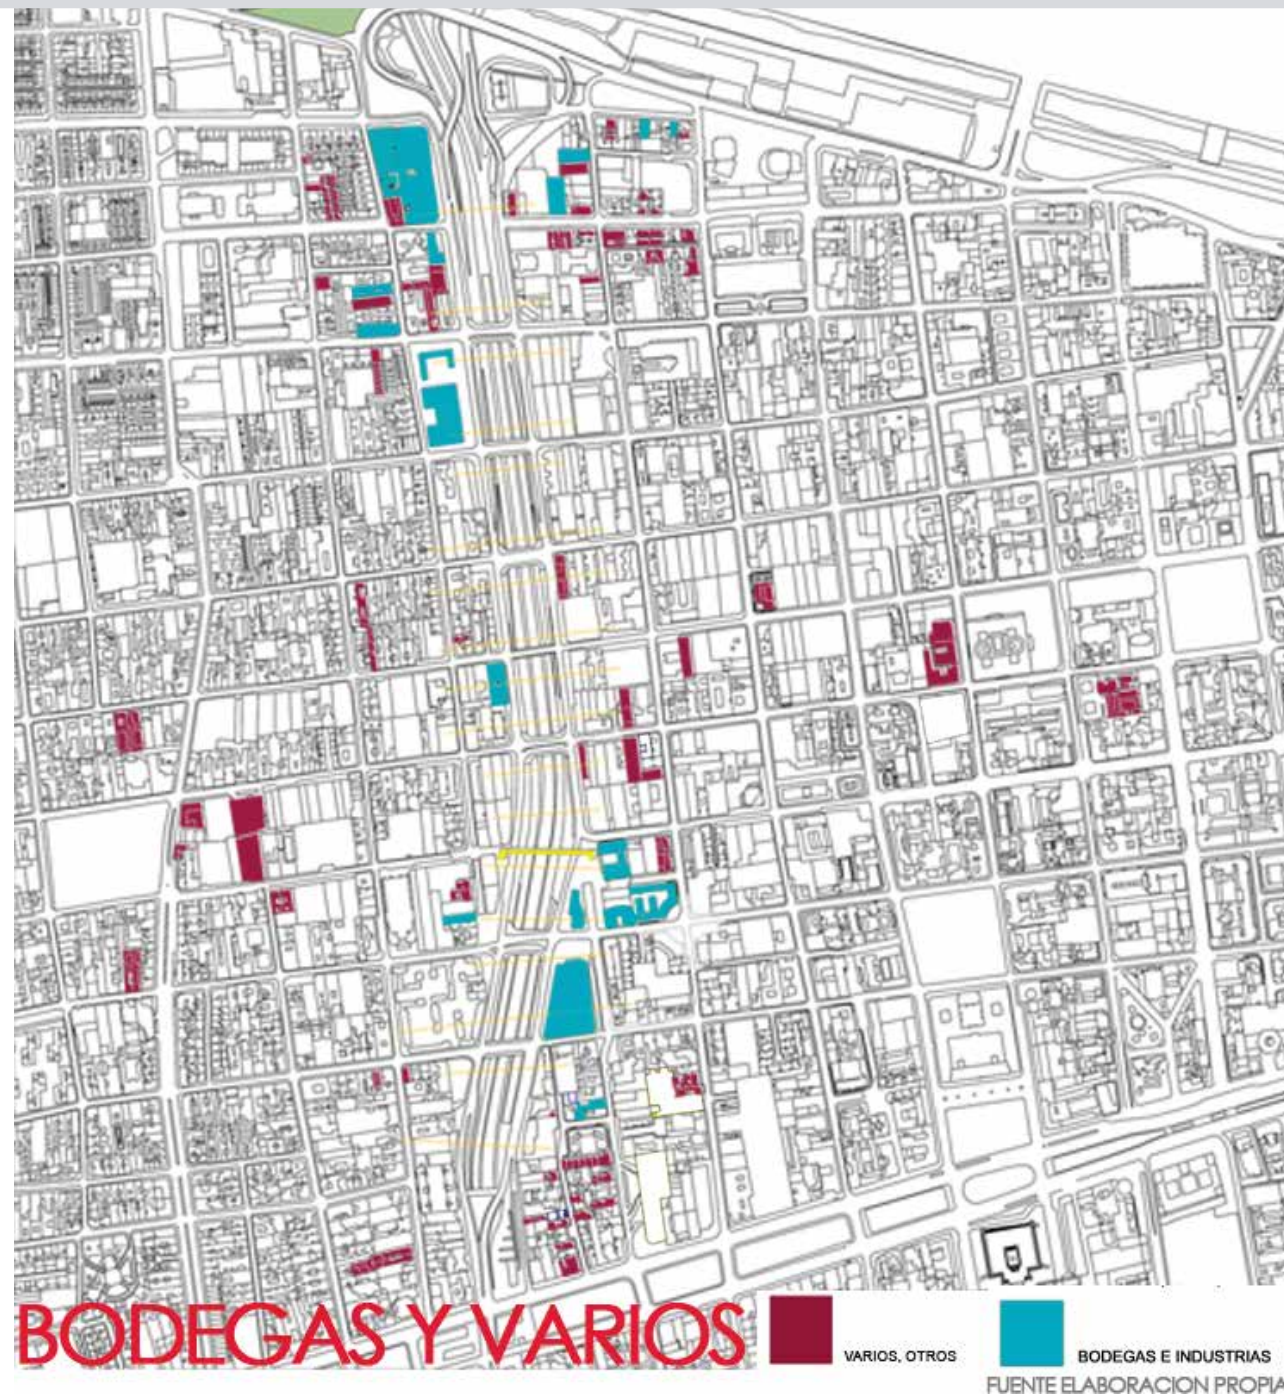 BODEGAS Y VARIOS
VARIOS, OTROS
BODEGAS E INDUSTRIAS
FUENTE ELABORACION PROPIA